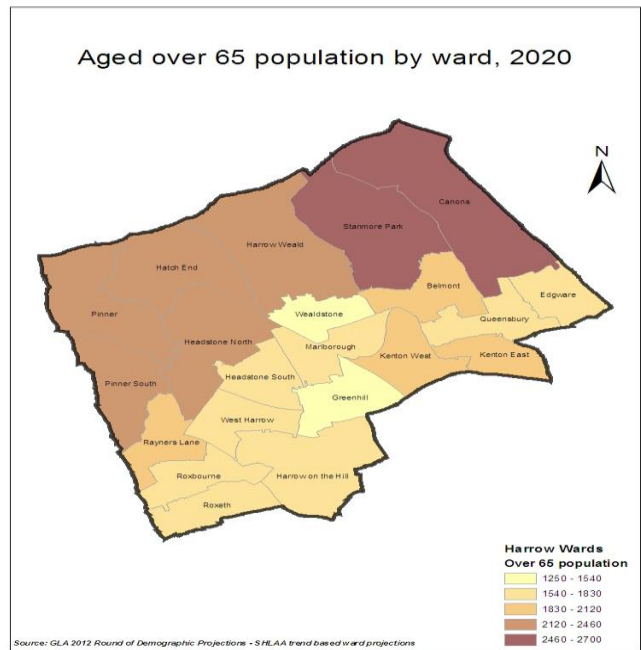 Aged over 65 population by ward, 2020
N
Canons
Stanmore Park
Harrow Weald
Hatch End
Belmont
Edgware
Pinner
Wealdstone
Queensbury
Headstone North
Marlborough
Kenton West
Kenton East
Pinner South
Headstone South
Greenhill
West Harrow
Rayners Lane
Roxbourne
Harrow on the Hill
Roxeth
Harrow Wards
Over 65 population
1250 - 1540
1540 - 1830
1830 - 2120
2120 - 2460
2460 - 2700
Source: GLA 2012 Round of Demographic Projections - SHLAA trend based ward projections